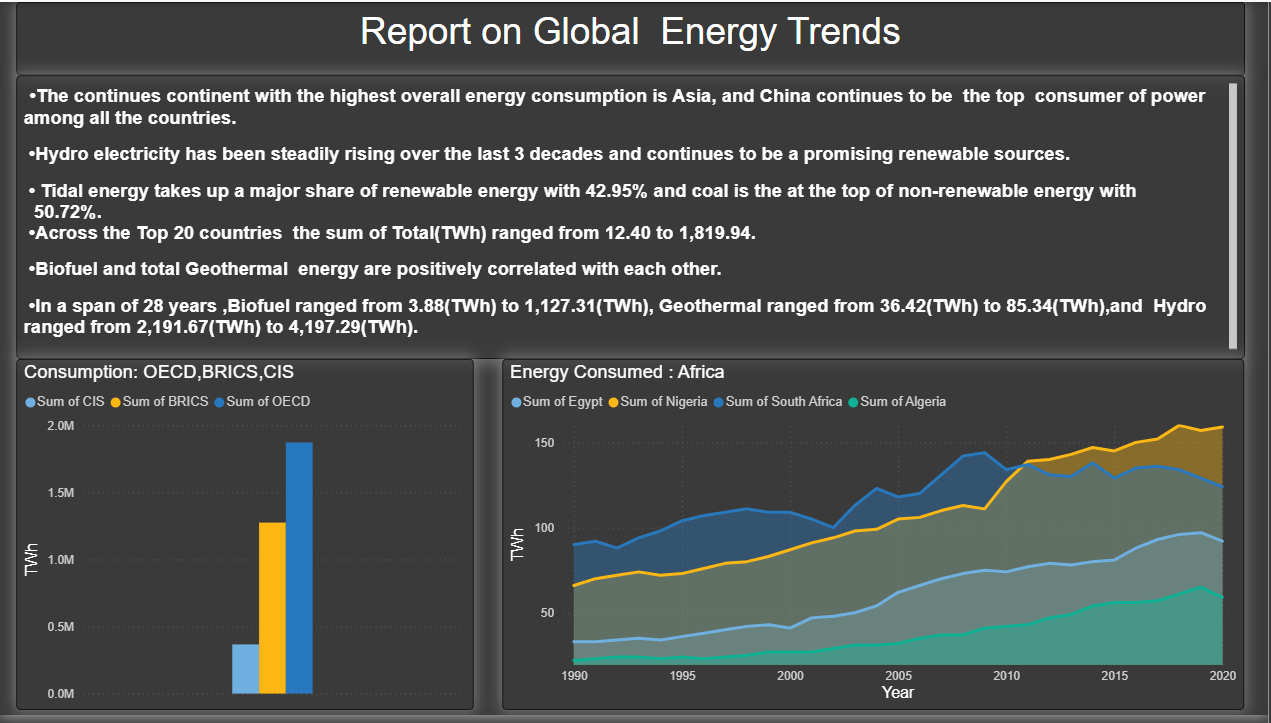 Report on Global  Energy Trends
•The continues continent with the highest overall energy consumption is Asia, and China continues to be  the top  consumer of power
among all the countries.
•Hydro electricity has been steadily rising over the last 3 decades and continues to be a promising renewable sources.
• Tidal energy takes up a major share of renewable energy with 42.95% and coal is the at the top of non-renewable energy with
50.72%.
•Across the Top 20 countries  the sum of Total(TWh) ranged from 12.40 to 1,819.94.
•Biofuel and total Geothermal  energy are positively correlated with each other.
•In a span of 28 years ,Biofuel ranged from 3.88(TWh) to 1,127.31(TWh), Geothermal ranged from 36.42(TWh) to 85.34(TWh),and  Hydro
ranged from 2,191.67(TWh) to 4,197.29(TWh).
Consumption: OECD,BRICS,CIS
Sum of CIS Sum of BRICS Sum of OECD
2.0M
1.5M
1.0M
0.5M
0.0M
TWh
Energy Consumed : Africa
Sum of Egypt Sum of Nigeria Sum of South Africa Sum of Algeria
150
100
50
TWh
1990 1995 2000 2005 2010 2015 2020
Year